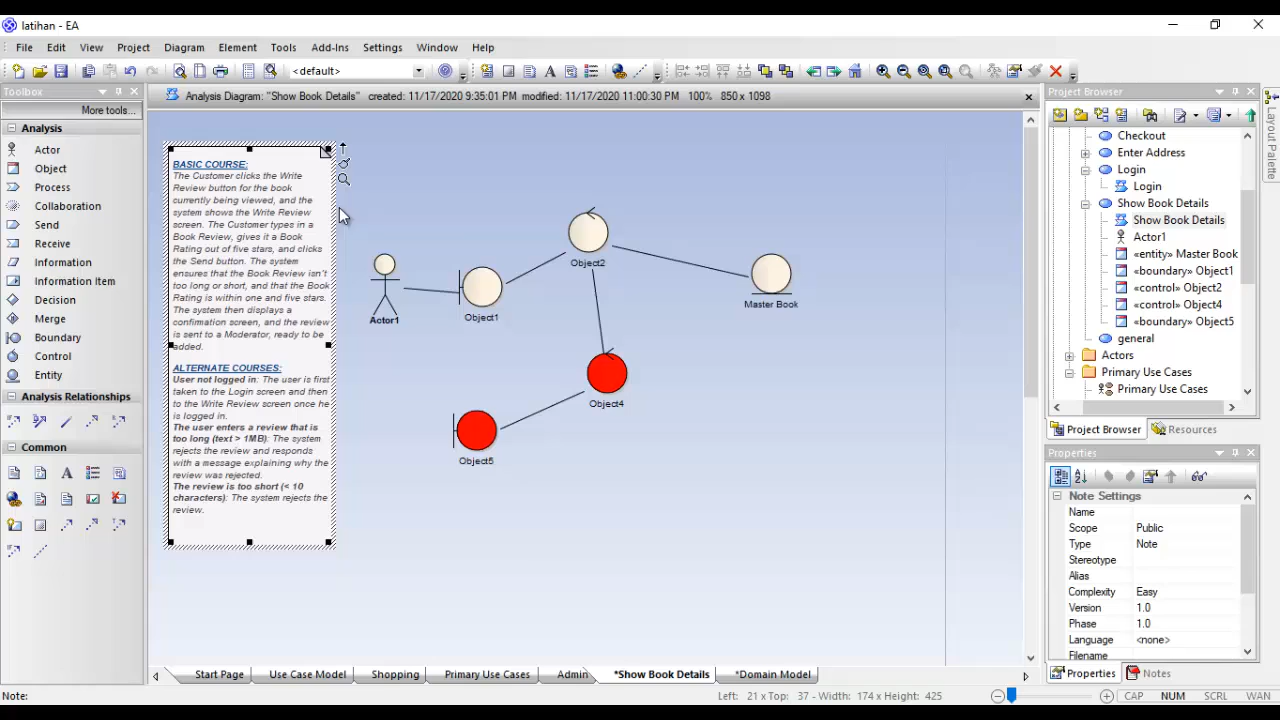 latihan - EA
File Edit View Project Diagram Element Tools Add-Ins Settings Window Help
<default>
Toolbox
More tools...
Analysis
Actor
Object
Process
Collaboration
Send
Receive
Information
Information Item
Decision
Merge
Boundary
Control
Entity
Analysis Relationships
Common
Analysis Diagram: "Show Book Details" created: 11/17/2020 9:35:01 PM modified: 11/17/2020 11:00:30 PM 100% 850 x 1098
BASIC COURSE:
The Customer clicks the Write
Review button for the book
currently being viewed, and the
system shows the Write Review
screen. The Customer types in a
Book Review, gives it a Book
Rating out of five stars, and clicks
the Send button. The system
ensures that the Book Review isn't
too long or short, and that the Book
Rating is within one and five stars.
The system then displays a
confimation screen, and the review
is sent to a Moderator, ready to be
added.
ALTERNATE COURSES:
User not logged in: The user is first
taken to the Login screen and then
to the Write Review screen once he
is logged in.
The user enters a review that is
too long (text > 1MB): The system
rejects the review and responds
with a message explaining why the
review was rejected.
The review is too short (< 10
characters): The system rejects the
review.
Actor1
Object1
Object2
Master Book
Object4
Object5
Start Page Use Case Model Shopping Primary Use Cases Admin *Show Book Details *Domain Model
Project Browser
Checkout
Enter Address
Login
Login
Show Book Details
Show Book Details
Actor1
«entity» Master Book
«boundary» Object1
«control» Object2
«control» Object4
«boundary» Object5
general
Actors
Primary Use Cases
Primary Use Cases
Project Browser Resources
Layout Palette
Properties
Note Settings
Name
Scope Public
Type Note
Stereotype
Alias
Complexity Easy
Version 1.0
Phase 1.0
Language <none>
Filename
Properties Notes
Note:
Left: 21 x Top: 37 - Width: 174 x Height: 425
CAP NUM SCRL WAN